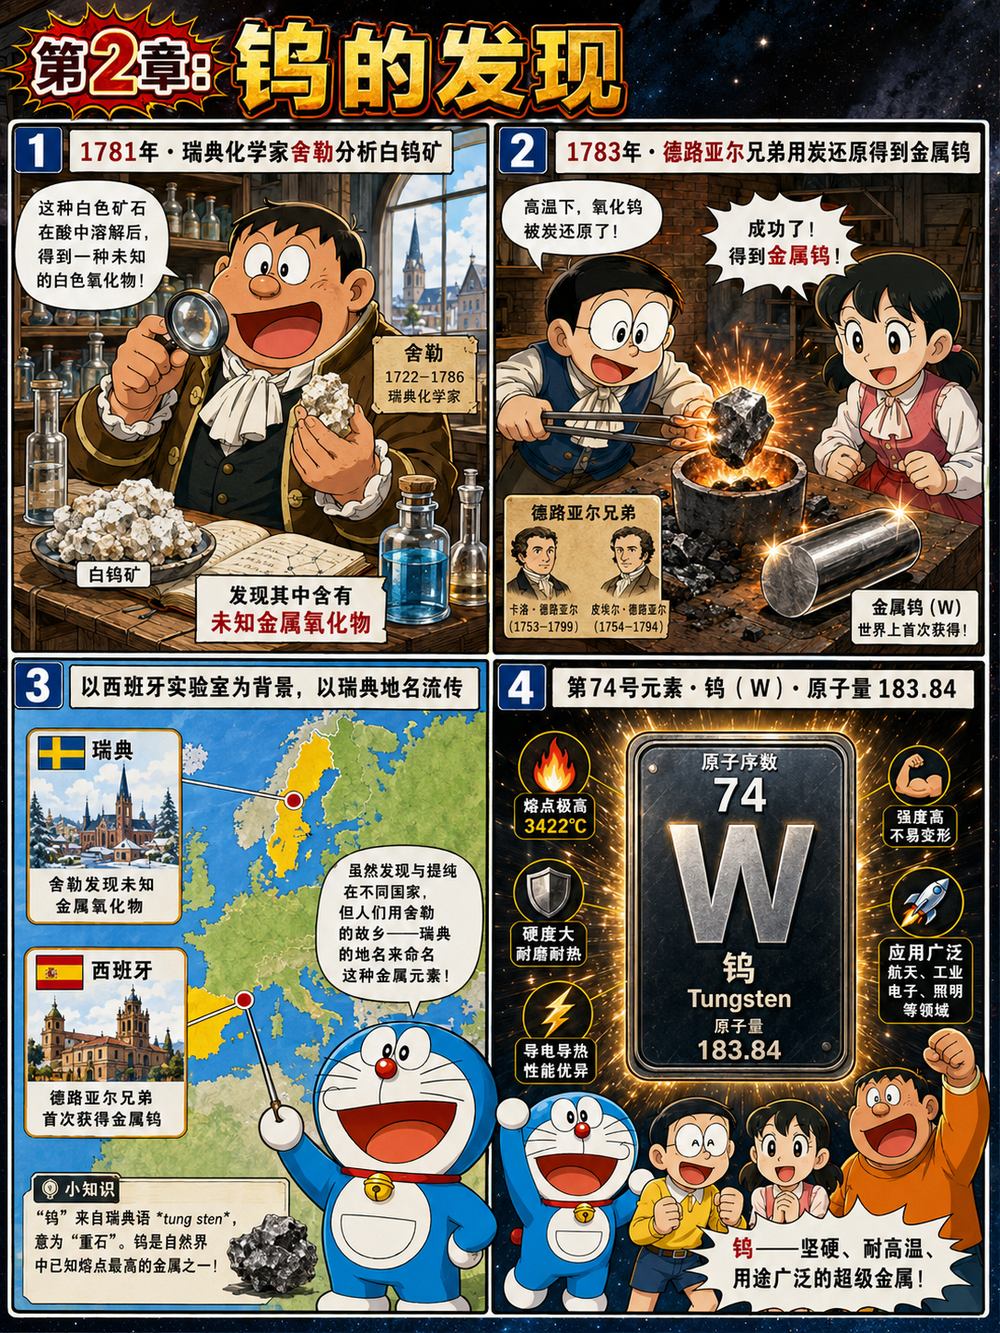 第2章:钨的发现
1
1781年·瑞典化学家舍勒分析白钨矿
这种白色矿石
在酸中溶解后,
得到一种未知
的白色氧化物!
舍勒
1722–1786
瑞典化学家
白钨矿
发现其中含有
未知金属氧化物
2
1783年·德路亚尔兄弟用炭还原得到金属钨
高温下,氧化钨
被炭还原了!
成功了!
得到金属钨!
德路亚尔兄弟
卡洛·德路亚尔
(1753–1799)
皮埃尔·德路亚尔
(1754–1794)
金属钨(W)
世界上首次获得!
3
以西班牙实验室为背景,以瑞典地名流传
瑞典
舍勒发现未知
金属氧化物
西班牙
德路亚尔兄弟
首次获得金属钨
虽然发现与提纯
在不同国家,
但人们用舍勒
的故乡——瑞典
的地名来命名
这种金属元素!
小知识
“钨”来自瑞典语 *tung sten*,
意为“重石”。钨是自然界
中已知熔点最高的金属之一!
4
第74号元素·钨(W)·原子量 183.84
熔点极高
3422℃
硬度大
耐磨耐热
导电导热
性能优异
原子序数
74
W
钨
Tungsten
原子量
183.84
强度高
不易变形
应用广泛
航天、工业
电子、照明
等领域
钨——坚硬、耐高温、
用途广泛的超级金属!